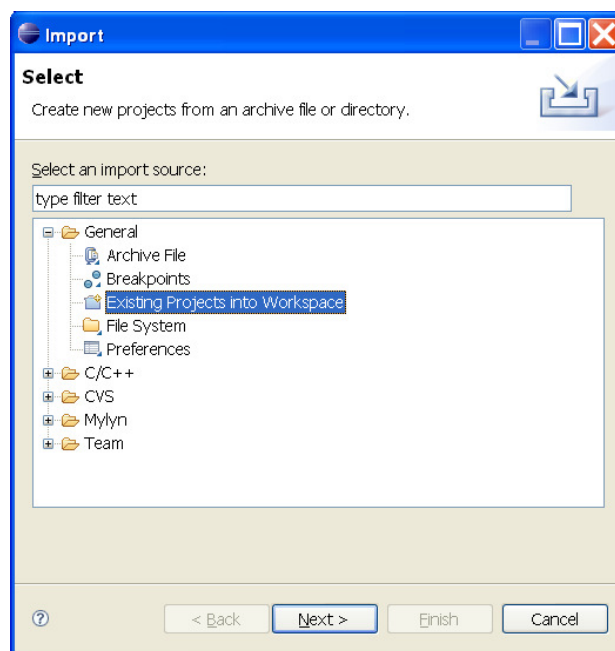 Import
Select
Create new projects from an archive file or directory.
Select an import source:
type filter text
General
Archive File
Breakpoints
Existing Projects into Workspace
File System
Preferences
C/C++
CVS
Mylyn
Team
? < Back Next > Finish Cancel